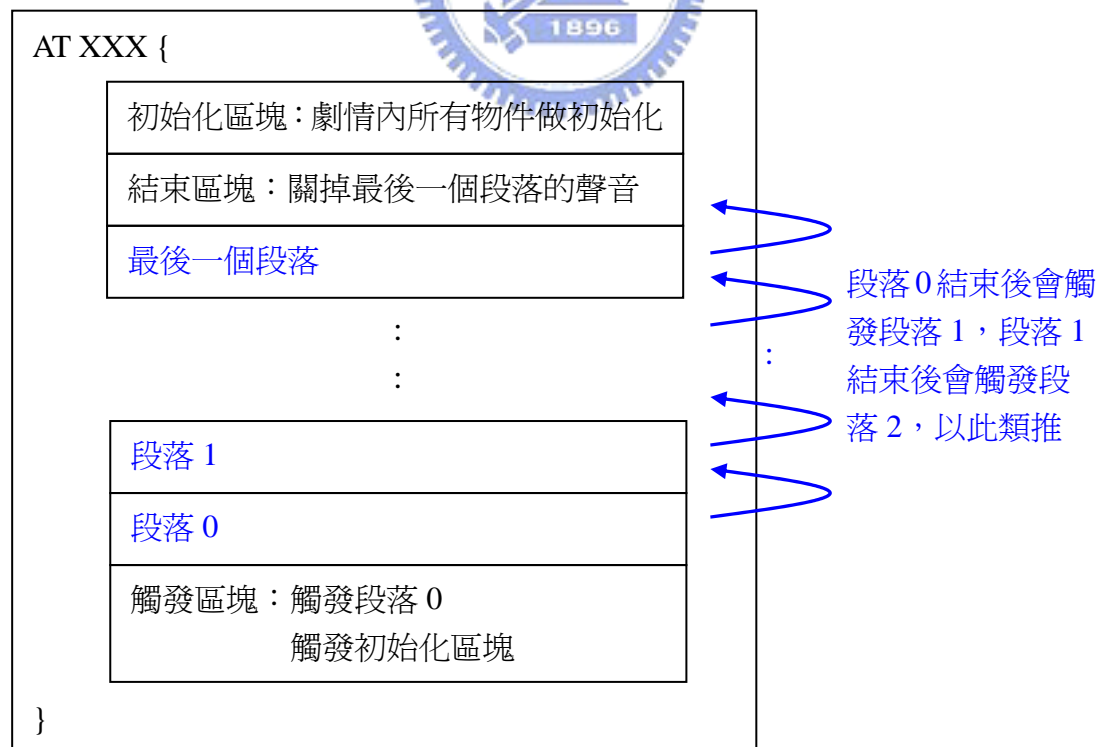 1896
AT XXX {
初始化區塊：劇情內所有物件做初始化
結束區塊：關掉最後一個段落的聲音
最後一個段落
：
：
段落 1
段落 0
觸發區塊：觸發段落 0
觸發初始化區塊
}
：
段落 0 結束後會觸
發段落 1，段落 1
結束後會觸發段
落 2，以此類推